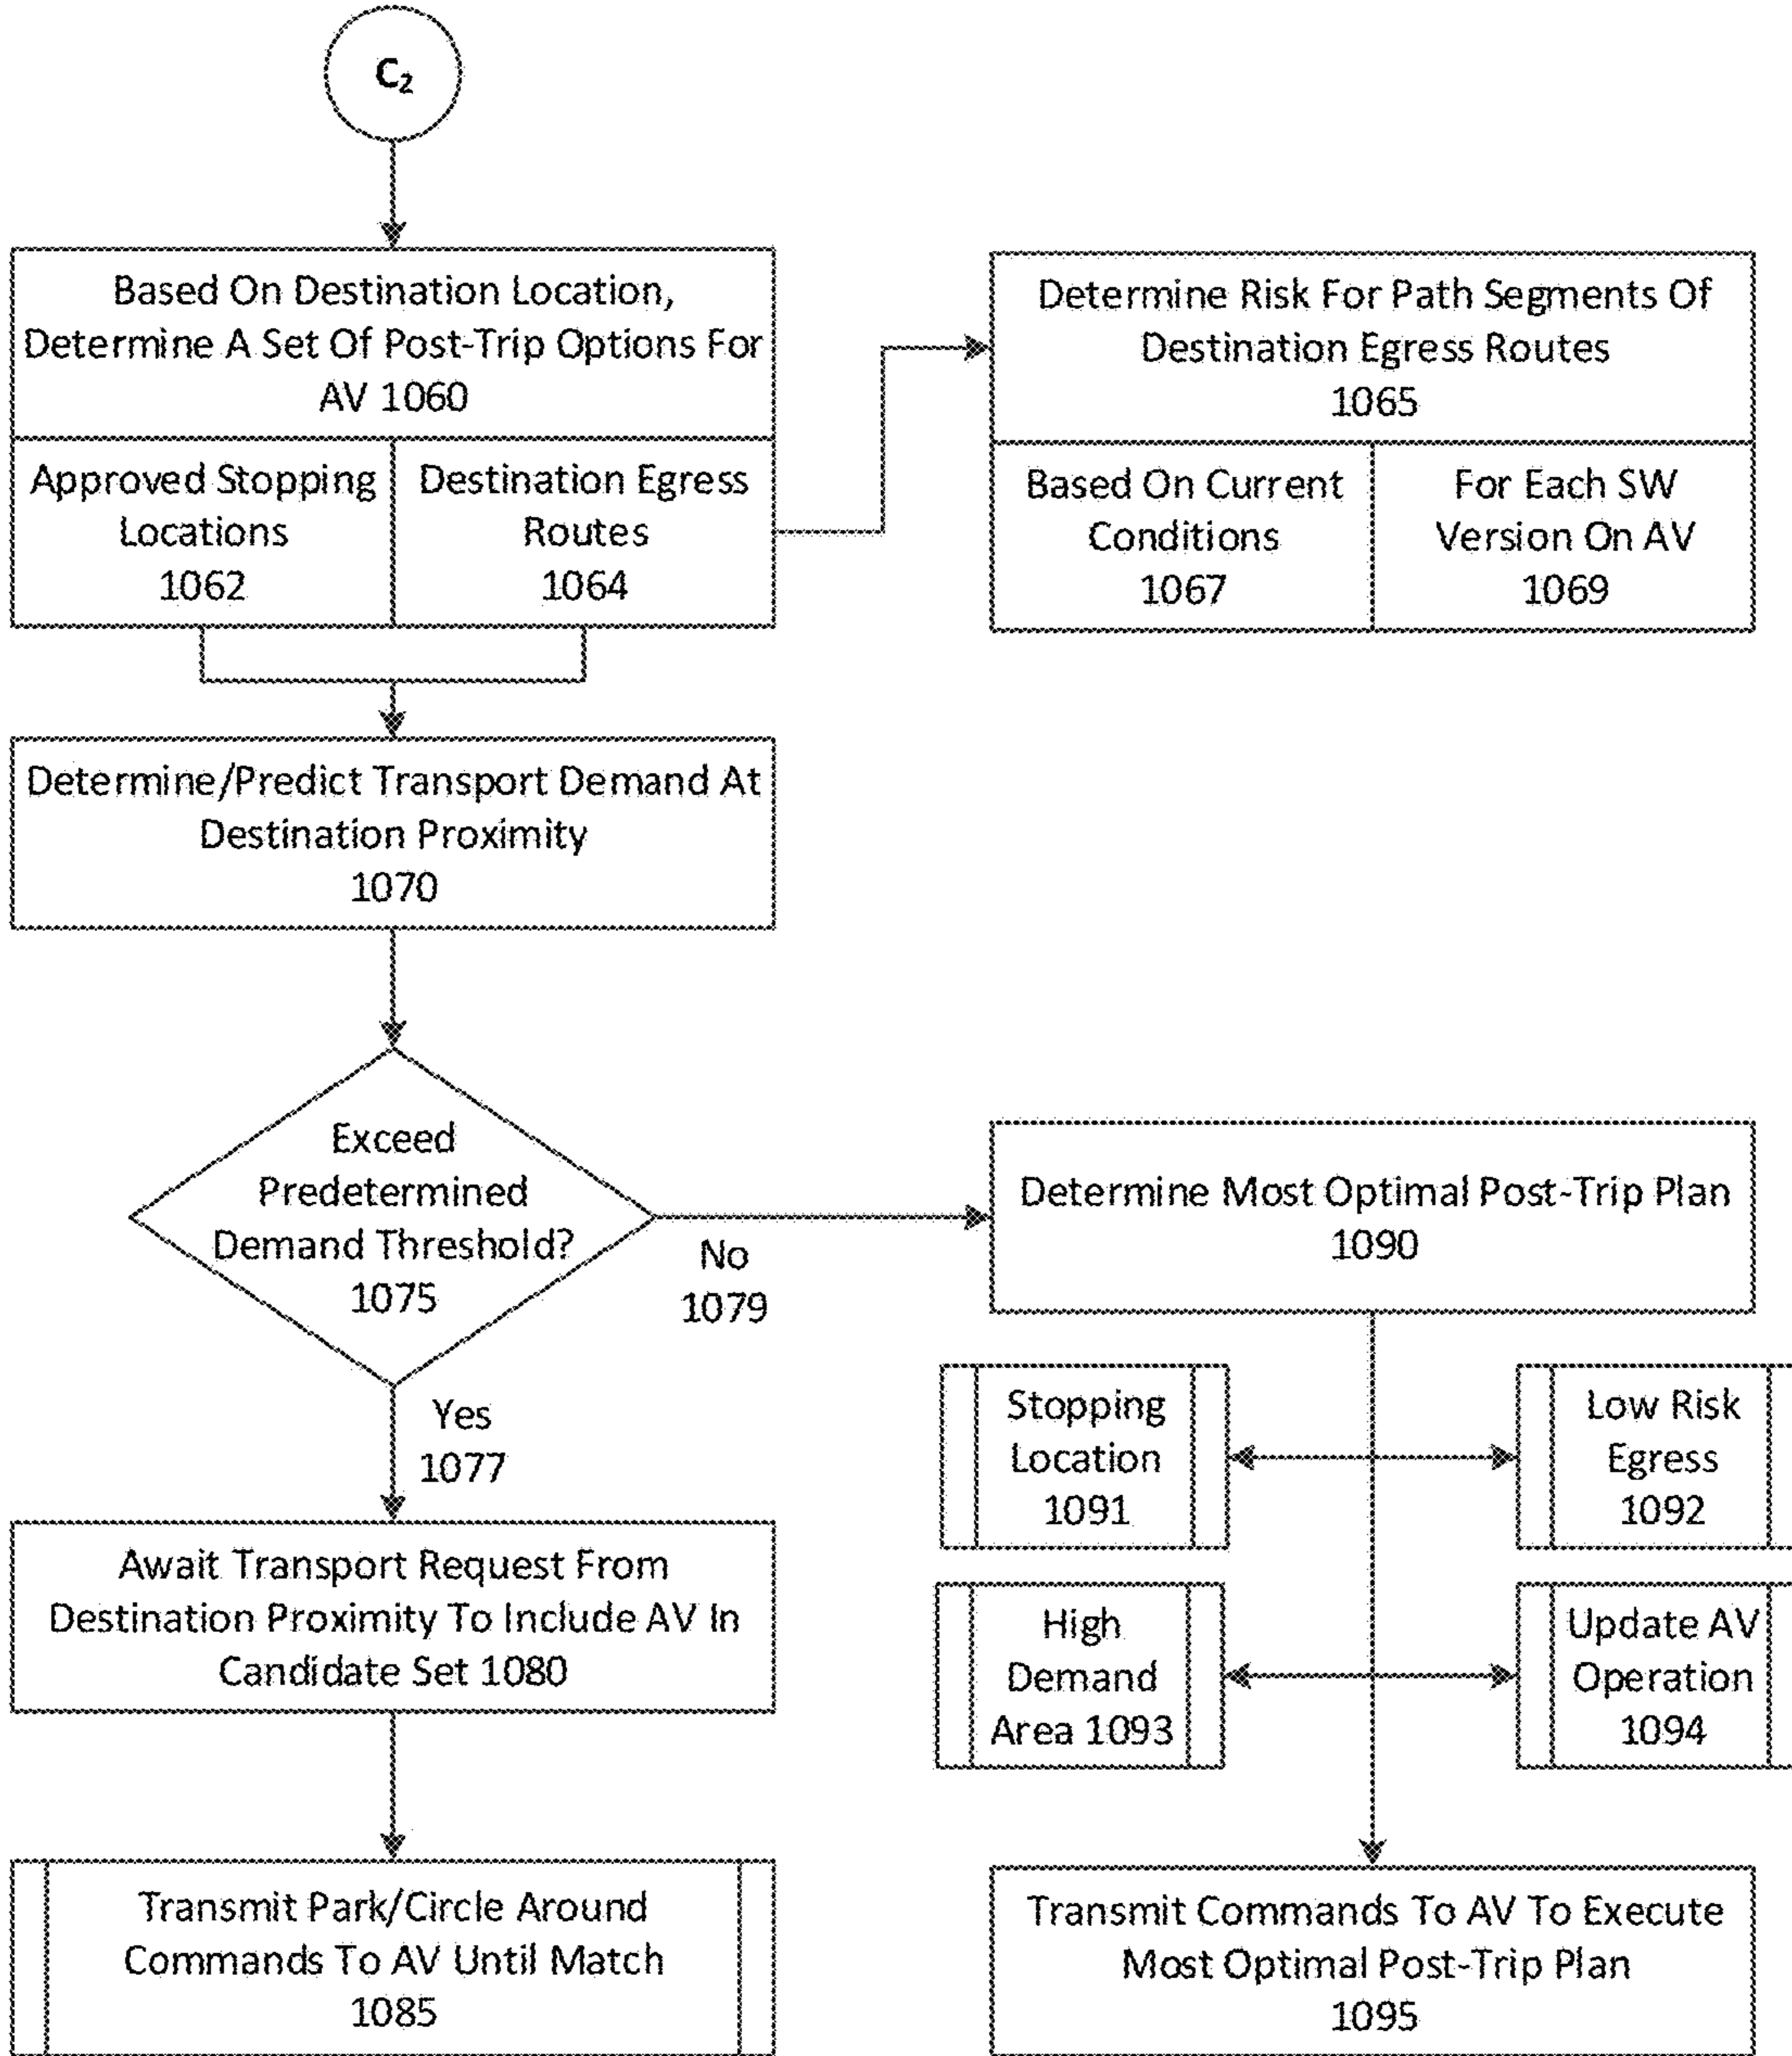 C₂
Based On Destination Location,
Determine A Set Of Post-Trip Options For
AV 1060
Approved Stopping
Locations
1062
Destination Egress
Routes
1064
Determine Risk For Path Segments Of
Destination Egress Routes
1065
Based On Current
Conditions
1067
For Each SW
Version On AV
1069
Determine/Predict Transport Demand At
Destination Proximity
1070
Exceed
Predetermined
Demand Threshold?
1075
No
1079
Yes
1077
Determine Most Optimal Post-Trip Plan
1090
Stopping
Location
1091
Low Risk
Egress
1092
High
Demand
Area 1093
Update AV
Operation
1094
Await Transport Request From
Destination Proximity To Include AV In
Candidate Set 1080
Transmit Park/Circle Around
Commands To AV Until Match
1085
Transmit Commands To AV To Execute
Most Optimal Post-Trip Plan
1095